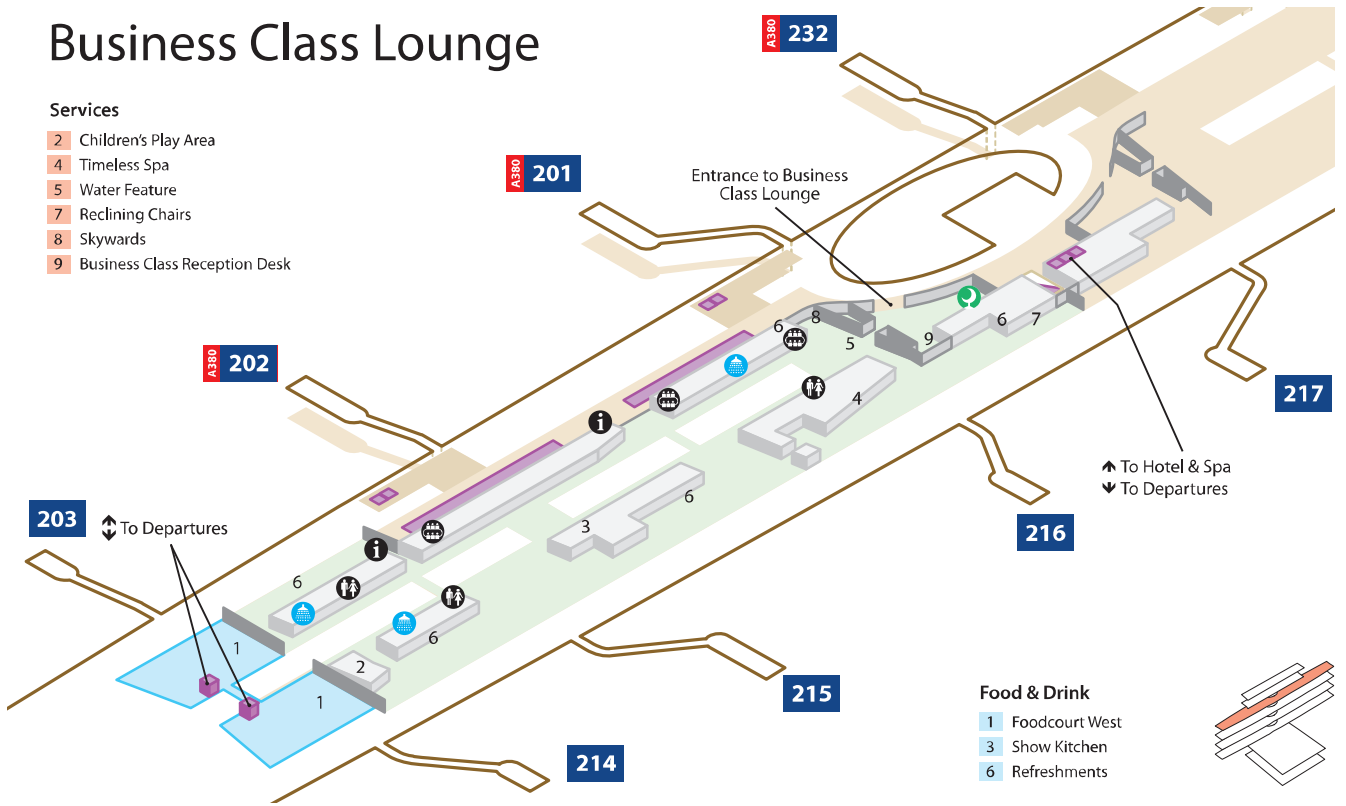 Business Class Lounge
Services
2 Children's Play Area
4 Timeless Spa
5 Water Feature
7 Reclining Chairs
8 Skywards
9 Business Class Reception Desk
A380 232
A380 201
Entrance to Business
Class Lounge
A380 202
217
To Hotel & Spa
To Departures
216
203
To Departures
6
8
5
9
6
7
4
i
6
3
i
6
6
2
1
1
215
214
Food & Drink
1 Foodcourt West
3 Show Kitchen
6 Refreshments